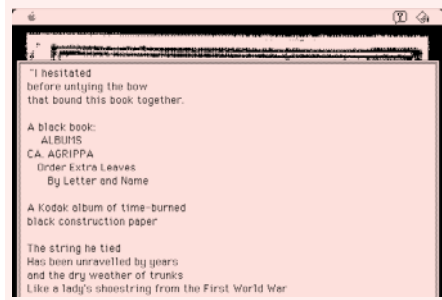 "I hesitated
before untying the bow
that bound this book together.
A black book:
ALBUMS
CA. AGRIPPA
Order Extra Leaves
By Letter and Name
A Kodak album of time-burned
black construction paper
The string he tied
Has been unravelled by years
and the dry weather of trunks
Like a lady's shoestring from the First World War